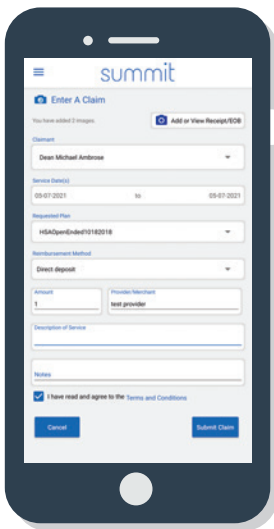 summit
Enter A Claim
You have added 2 images.
Add or View Receipt/EOB
Claimant
Dean Michael Ambrose
Service Date(s)
05-07-2021 to 05-07-2021
Requested Plan
HSAOpenEnded10182018
Reimbursement Method
Direct deposit
Amount Provider/Merchant
1 test provider
Description of Service
Notes
I have read and agree to the Terms and Conditions
Cancel Submit Claim